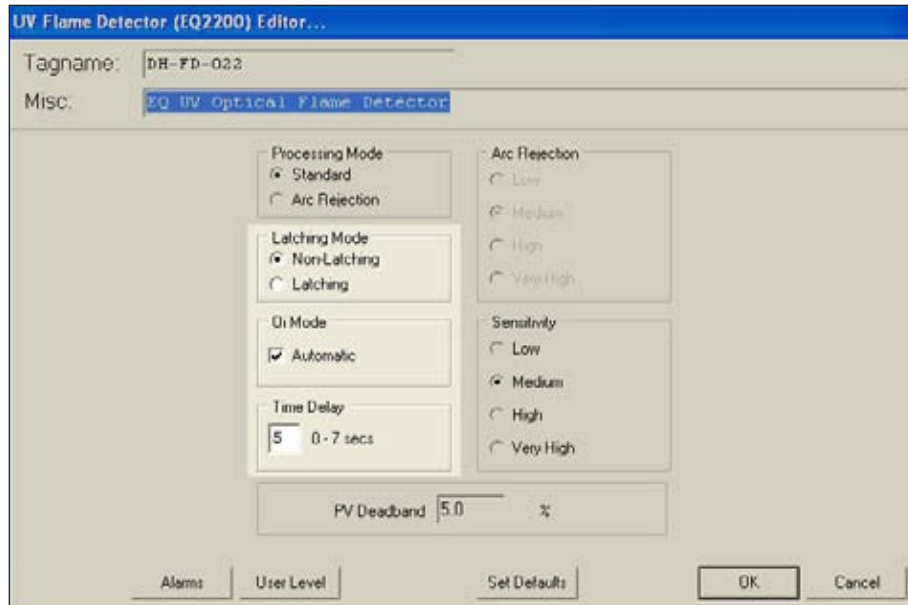 UV Flame Detector (EQ2200) Editor...
Tagname: DH-FD-022
Misc: EQ UV Optical Flame Detector
Processing Mode
Standard
Arc Rejection
Latching Mode
Non-Latching
Latching
Oi Mode
Automatic
Time Delay
5 0 - 7 secs
Arc Rejection
Low
Medium
High
Very High
Sensitivity
Low
Medium
High
Very High
PV Deadband 5.0 %
Alarms User Level Set Defaults OK Cancel